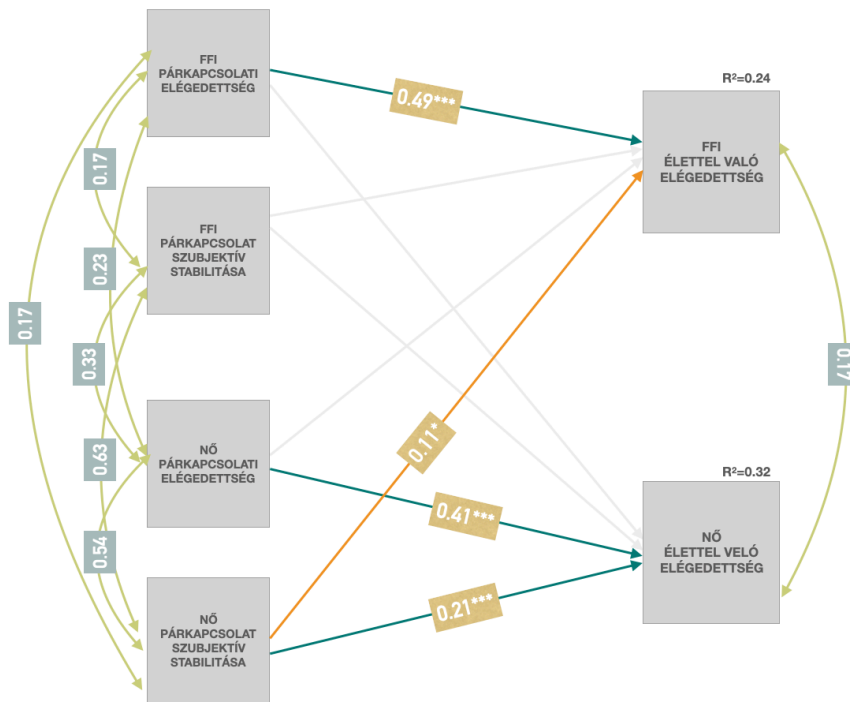 FFI
PÁRKAPCSOLATI
ELÉGEDETTSÉG
R²=0.24
0.49***
FFI
ÉLETTEL VALÓ
ELÉGEDETTSÉG
0.17
FFI
PÁRKAPCSOLAT
SZUBJEKTÍV
STABILITÁSA
0.23
0.17
0.33
0.17
NŐ
PÁRKAPCSOLATI
ELÉGEDETTSÉG
0.11*
0.63
R²=0.32
0.41***
NŐ
ÉLETTEL VELÓ
ELÉGEDETTSÉG
0.54
0.21***
NŐ
PÁRKAPCSOLAT
SZUBJEKTÍV
STABILITÁSA